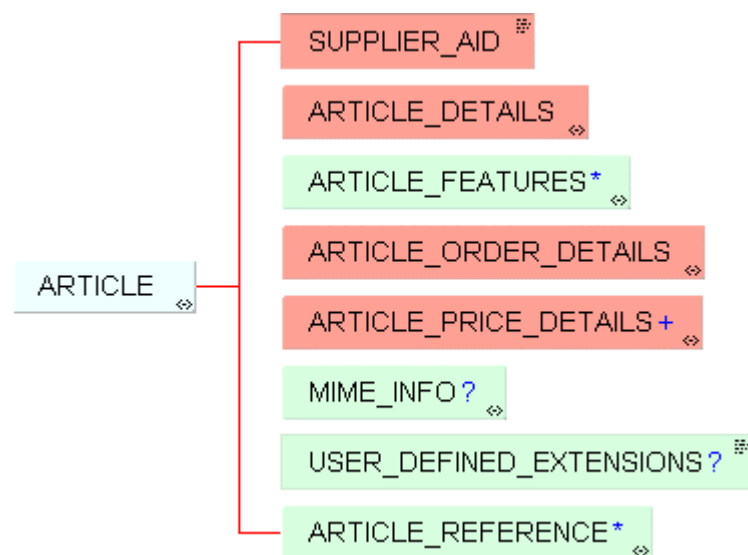 SUPPLIER_AID
ARTICLE_DETAILS
ARTICLE_FEATURES*
ARTICLE_ORDER_DETAILS
ARTICLE
ARTICLE_PRICE_DETAILS+
MIME_INFO?
USER_DEFINED_EXTENSIONS?
ARTICLE_REFERENCE*